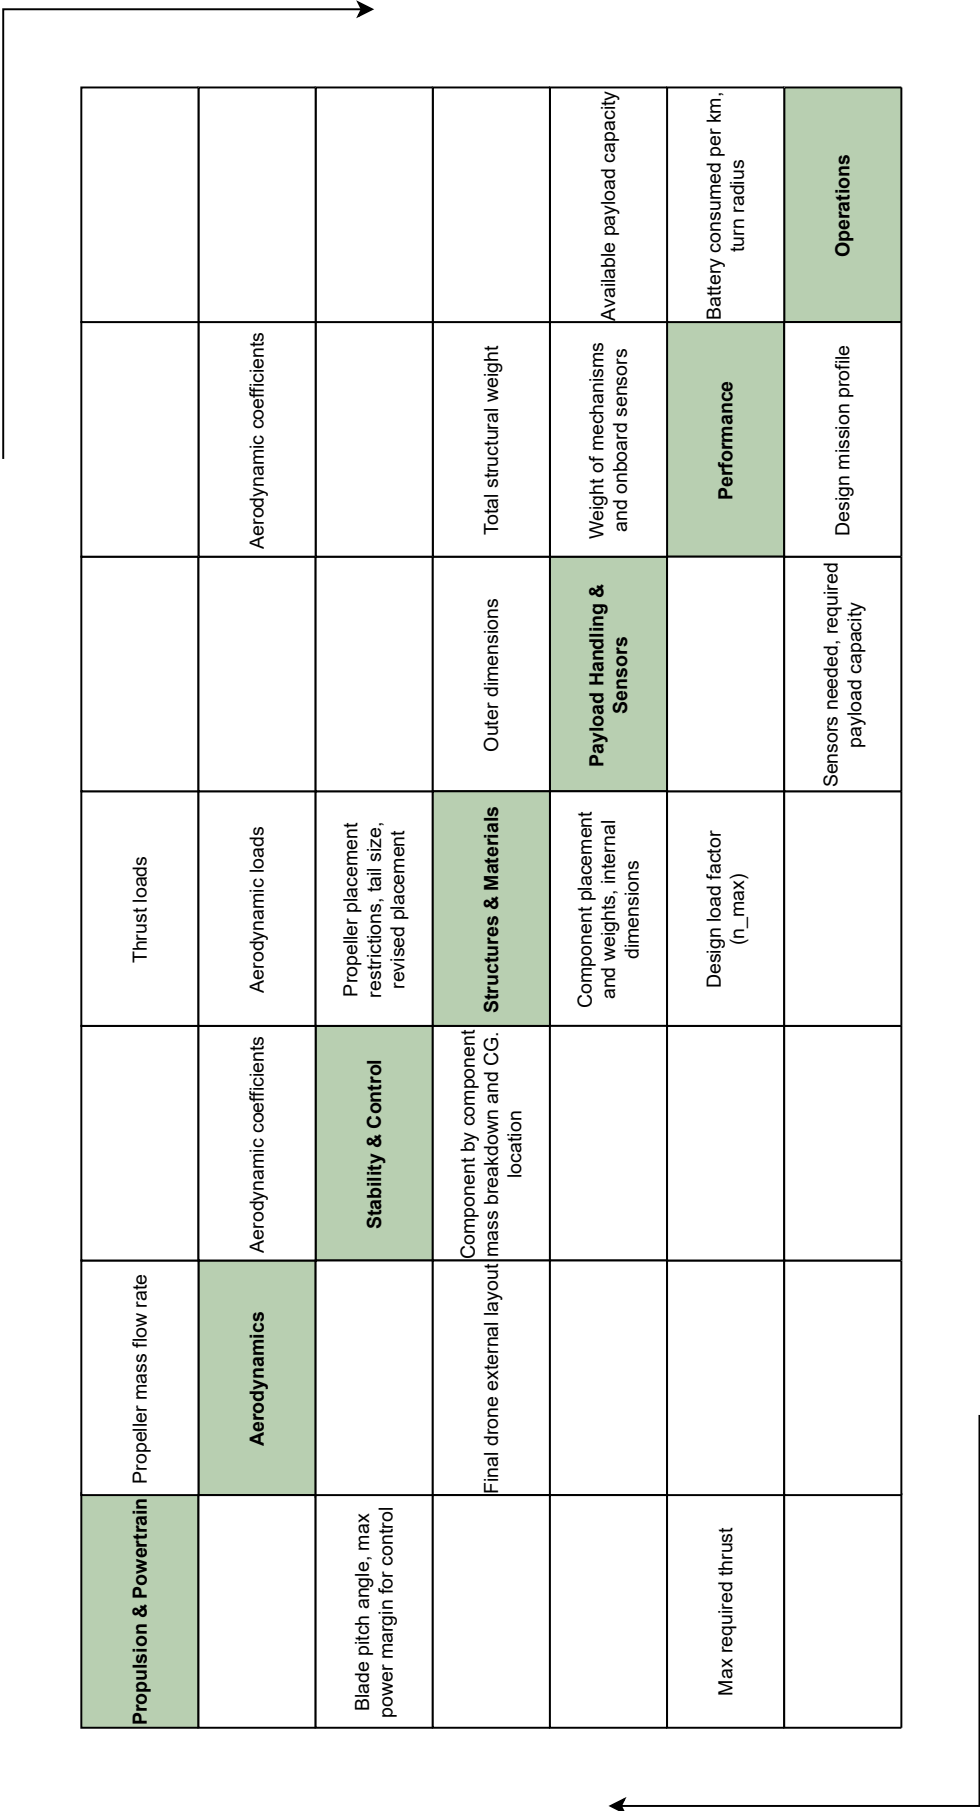 Propulsion & Powertrain
Propeller mass flow rate
Thrust loads
Aerodynamics
Aerodynamic coefficients
Aerodynamic loads
Aerodynamic coefficients
Blade pitch angle, max
power margin for control
Stability & Control
Propeller placement
restrictions, tail size,
revised placement
Final drone external layout
Component by component
mass breakdown and CG.
location
Structures & Materials
Outer dimensions
Total structural weight
Component placement
and weights, internal
dimensions
Payload Handling &
Sensors
Weight of mechanisms
and onboard sensors
Available payload capacity
Max required thrust
Design load factor
(n_max)
Performance
Battery consumed per km,
turn radius
Sensors needed, required
payload capacity
Design mission profile
Operations